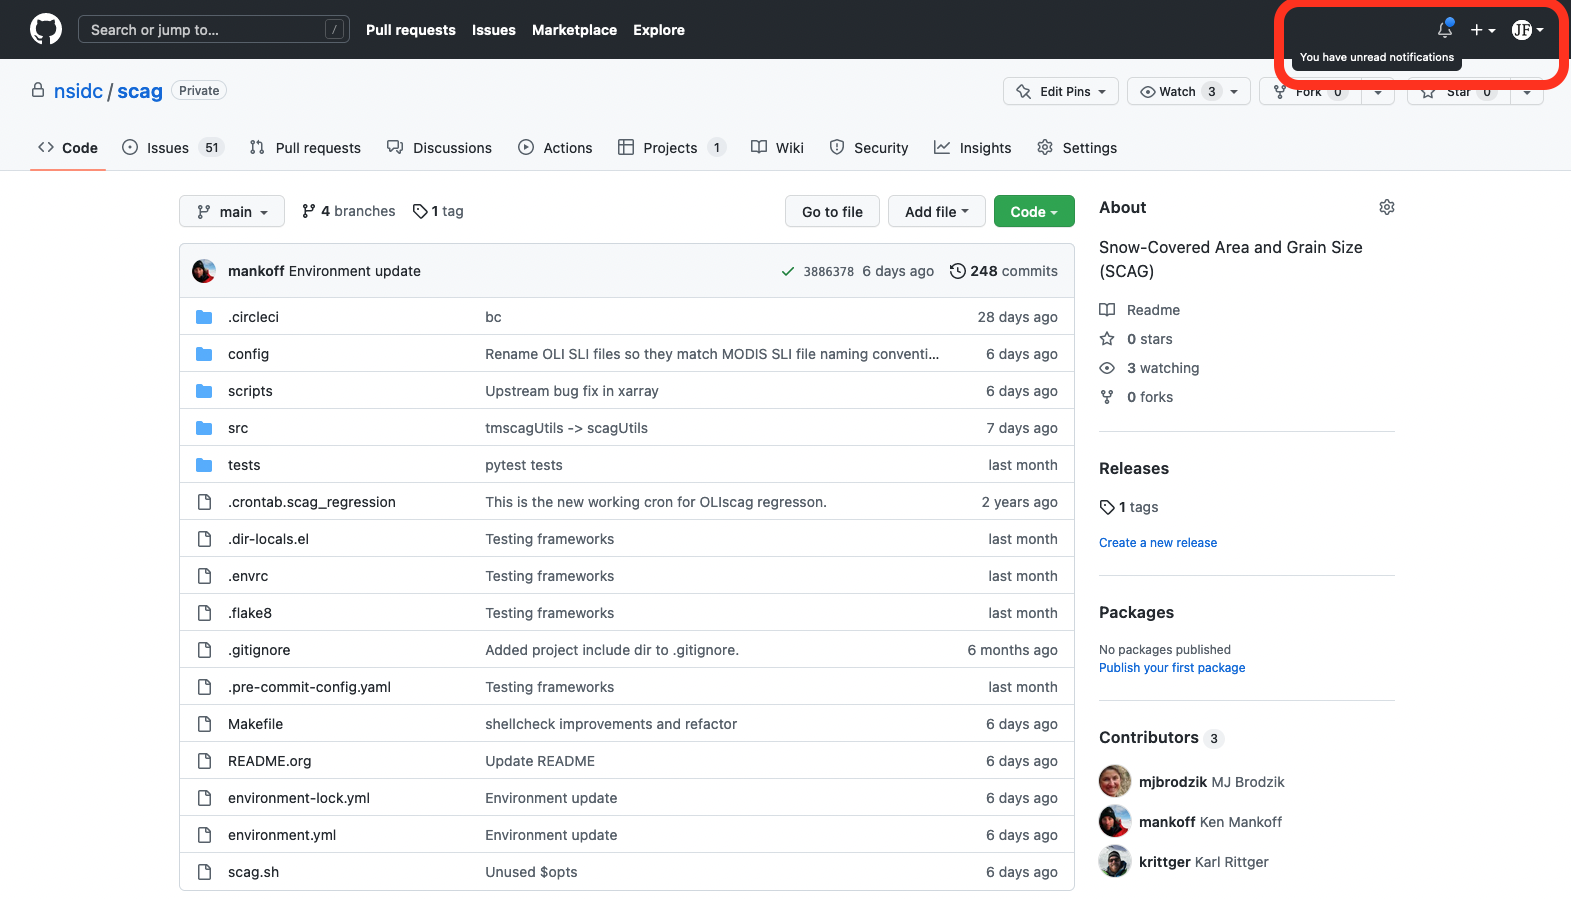 Search or jump to… / Pull requests Issues Marketplace Explore JF
You have unread notifications
nsidc / scag Private Edit Pins Watch 3 Fork 0 Star 0
Code Issues 51 Pull requests Discussions Actions Projects 1 Wiki Security Insights Settings
main 4 branches 1 tag Go to file Add file Code
mankoff Environment update 3886378 6 days ago 248 commits
.circleci bc 28 days ago
config Rename OLI SLI files so they match MODIS SLI file naming conventi… 6 days ago
scripts Upstream bug fix in xarray 6 days ago
src tmscagUtils -> scagUtils 7 days ago
tests pytest tests last month
.crontab.scag_regression This is the new working cron for OLIscag regresson. 2 years ago
.dir-locals.el Testing frameworks last month
.envrc Testing frameworks last month
.flake8 Testing frameworks last month
.gitignore Added project include dir to .gitignore. 6 months ago
.pre-commit-config.yaml Testing frameworks last month
Makefile shellcheck improvements and refactor 6 days ago
README.org Update README 6 days ago
environment-lock.yml Environment update 6 days ago
environment.yml Environment update 6 days ago
scag.sh Unused $opts 6 days ago
About
Snow-Covered Area and Grain Size
(SCAG)
Readme
0 stars
3 watching
0 forks
Releases
1 tags
Create a new release
Packages
No packages published
Publish your first package
Contributors 3
mjbrodzik MJ Brodzik
mankoff Ken Mankoff
krittger Karl Rittger